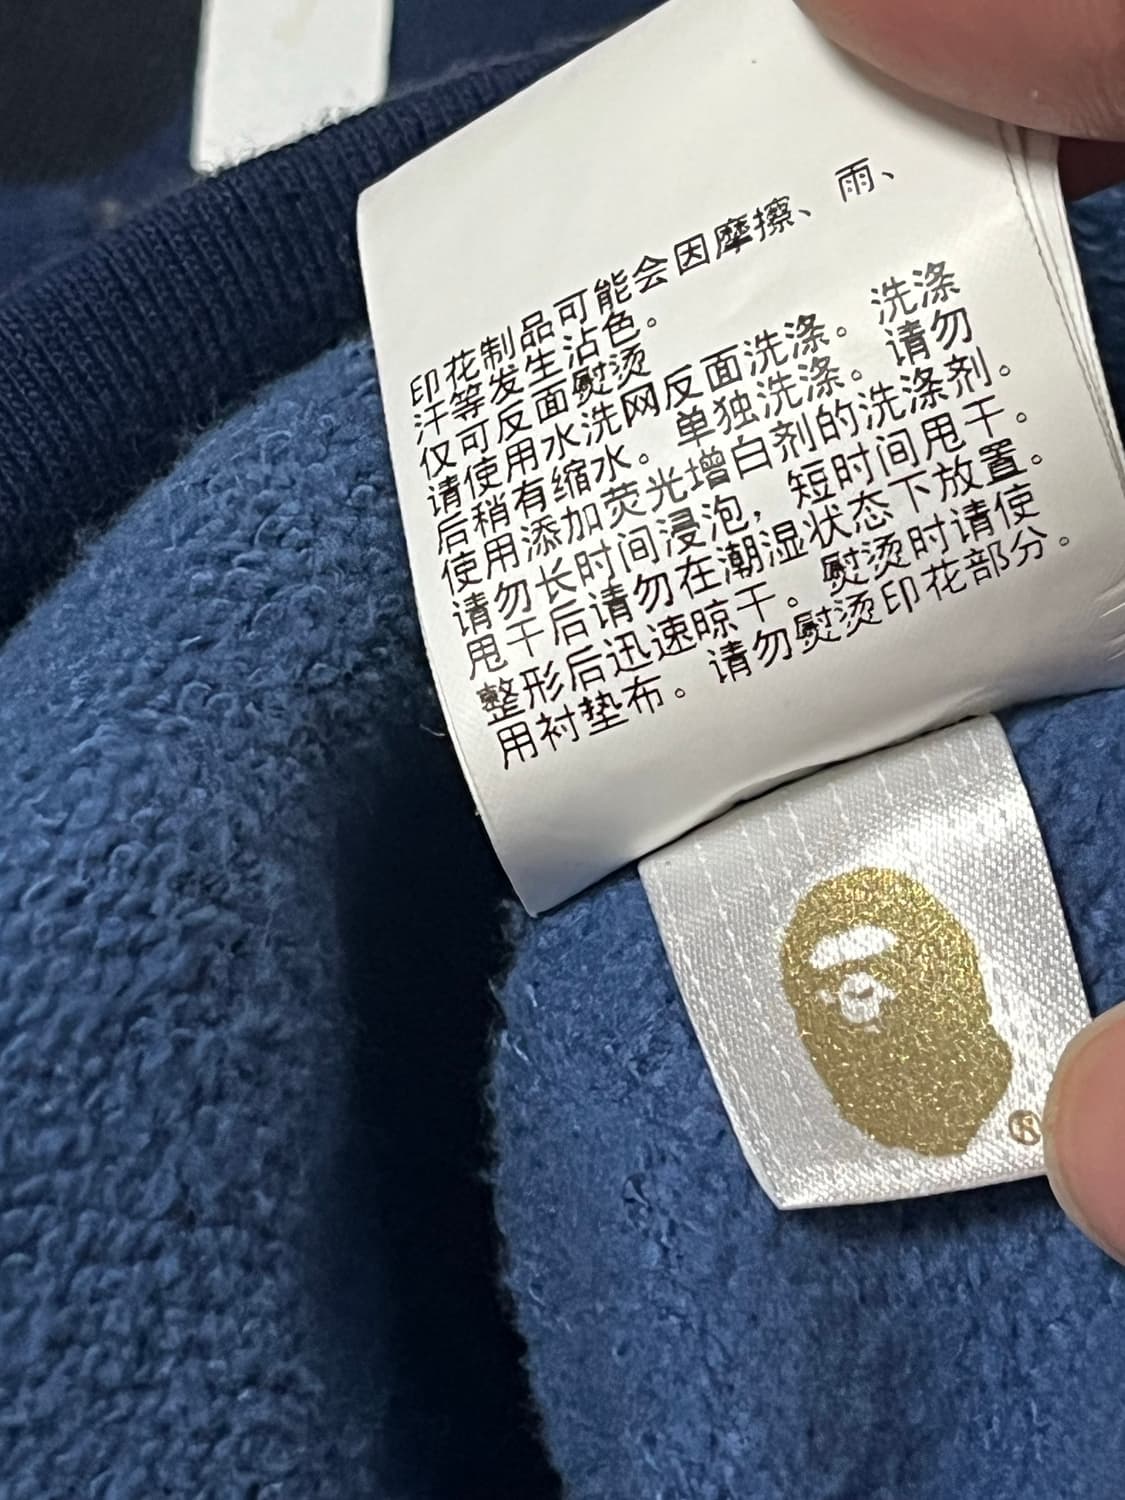 印花制品可能会因摩擦、雨、
汗等发生沾色。
仅可反面熨烫
请使用水洗网反面洗涤。洗涤
后稍有缩水。单独洗涤。请勿
使用添加荧光增白剂的洗涤剂。
请勿长时间浸泡，短时间甩干。
甩干后请勿在潮湿状态下放置。
整形后迅速晾干。熨烫时请使
用衬垫布。请勿熨烫印花部分。
®